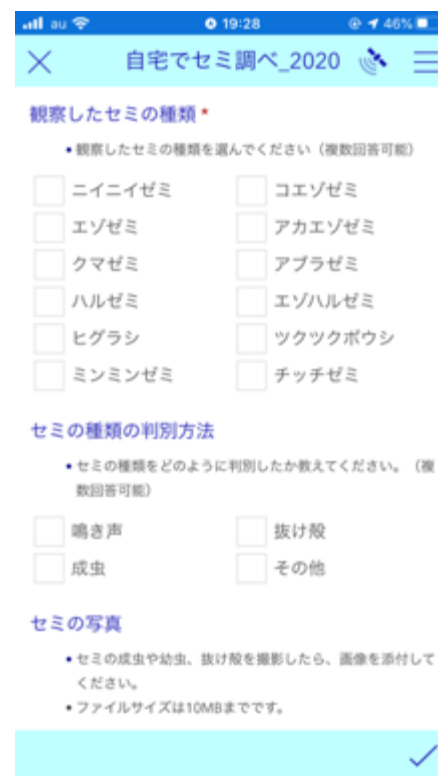 au 19:28 46%
自宅でセミ調べ_2020
観察したセミの種類 *
• 観察したセミの種類を選んでください（複数回答可能）
ニイニイゼミ コエゾゼミ
エゾゼミ アカエゾゼミ
クマゼミ アブラゼミ
ハルゼミ エゾハルゼミ
ヒグラシ ツクツクボウシ
ミンミンゼミ チッチゼミ
セミの種類の判別方法
• セミの種類をどのように判別したか教えてください。（複
数回答可能）
鳴き声 抜け殻
成虫 その他
セミの写真
• セミの成虫や幼虫、抜け殻を撮影したら、画像を添付して
ください。
• ファイルサイズは10MBまでです。